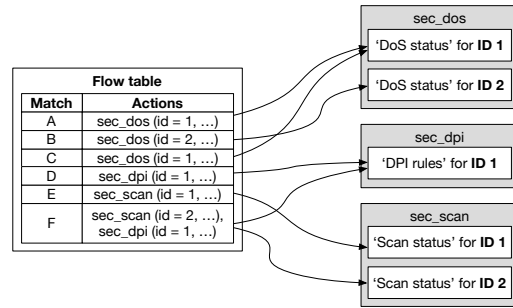 Flow table
Match Actions
A sec_dos (id = 1, …)
B sec_dos (id = 2, …)
C sec_dos (id = 1, …)
D sec_dpi (id = 1, …)
E sec_scan (id = 1, …)
F sec_scan (id = 2, …),
sec_dpi (id = 1, …)
sec_dos
‘DoS status’ for ID 1
‘DoS status’ for ID 2
sec_dpi
‘DPI rules’ for ID 1
sec_scan
‘Scan status’ for ID 1
‘Scan status’ for ID 2